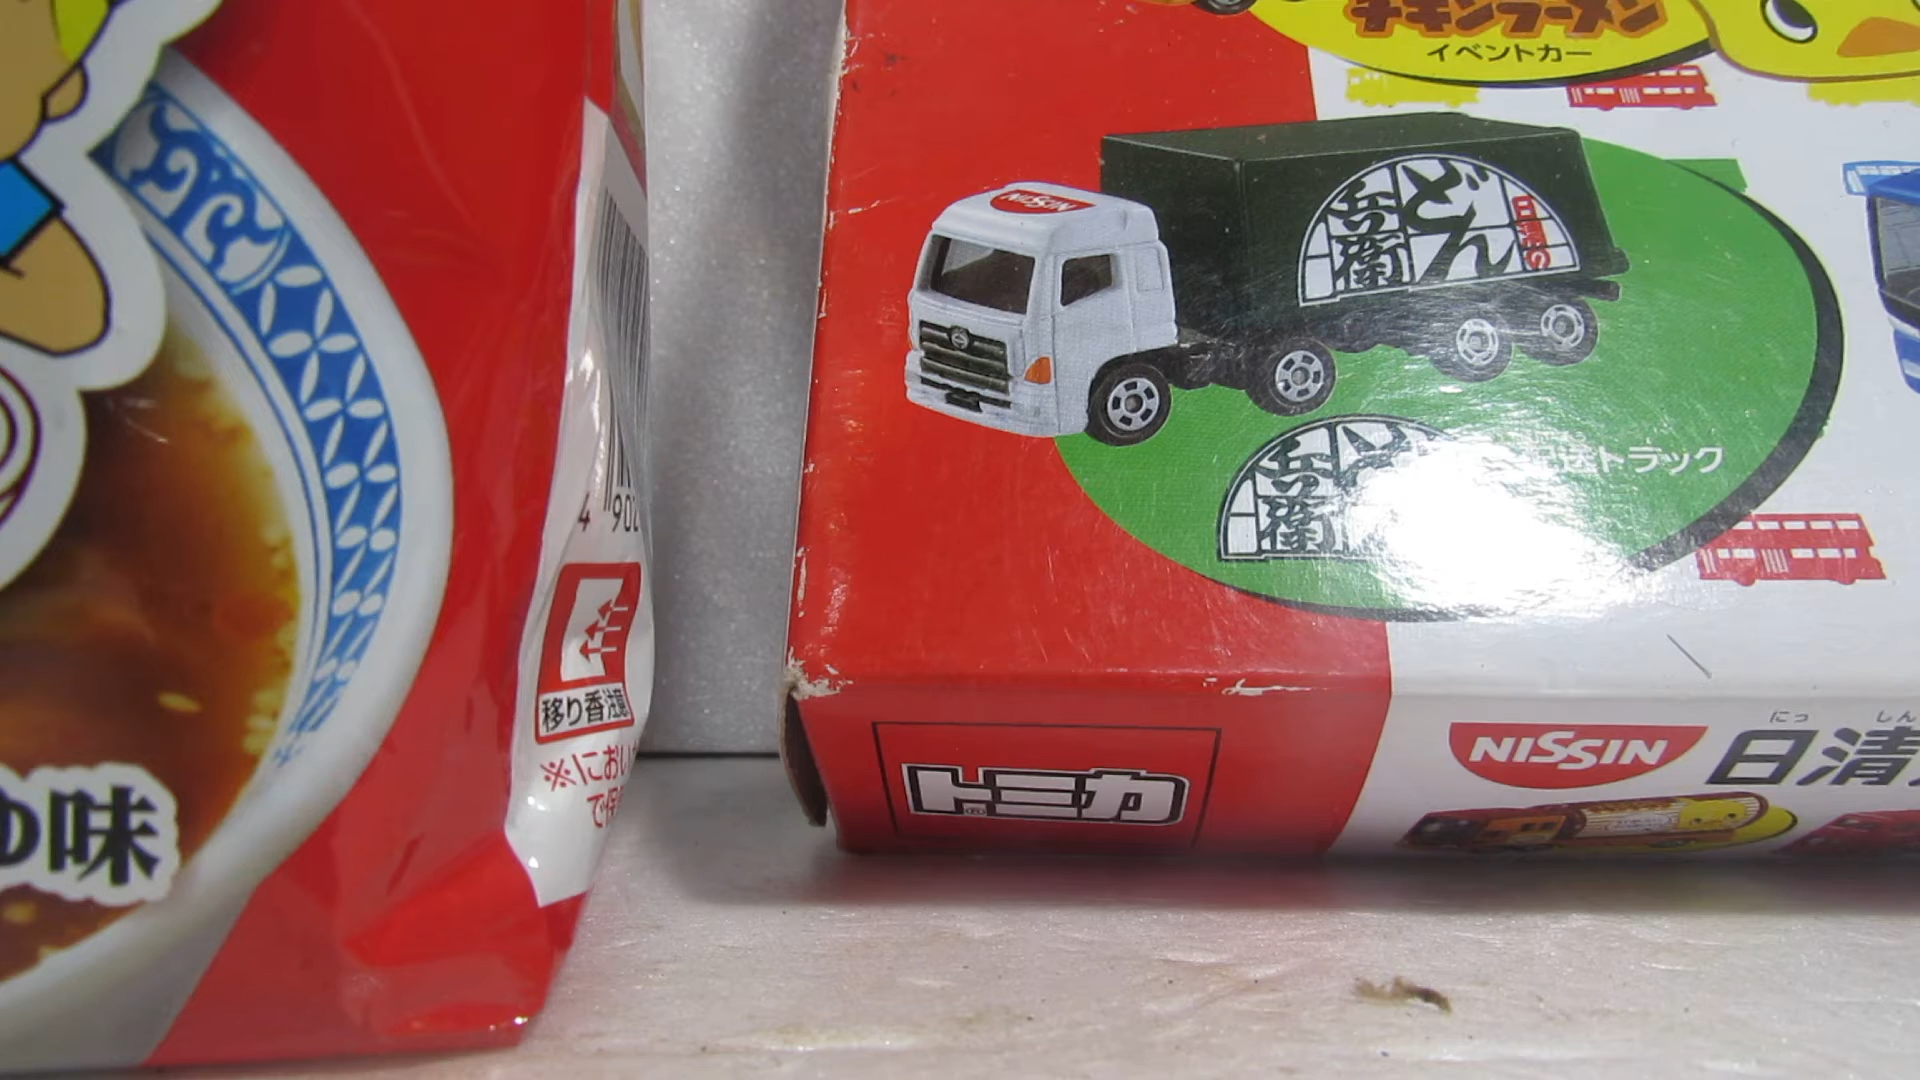 チキンラーメン
イベントカー
NISSIN
日清の
どん
兵衛
兵衛
送トラック
4 902
移り香注意
※におい
で保
ゆ味
トミカ
NISSIN
にっ しん
日清